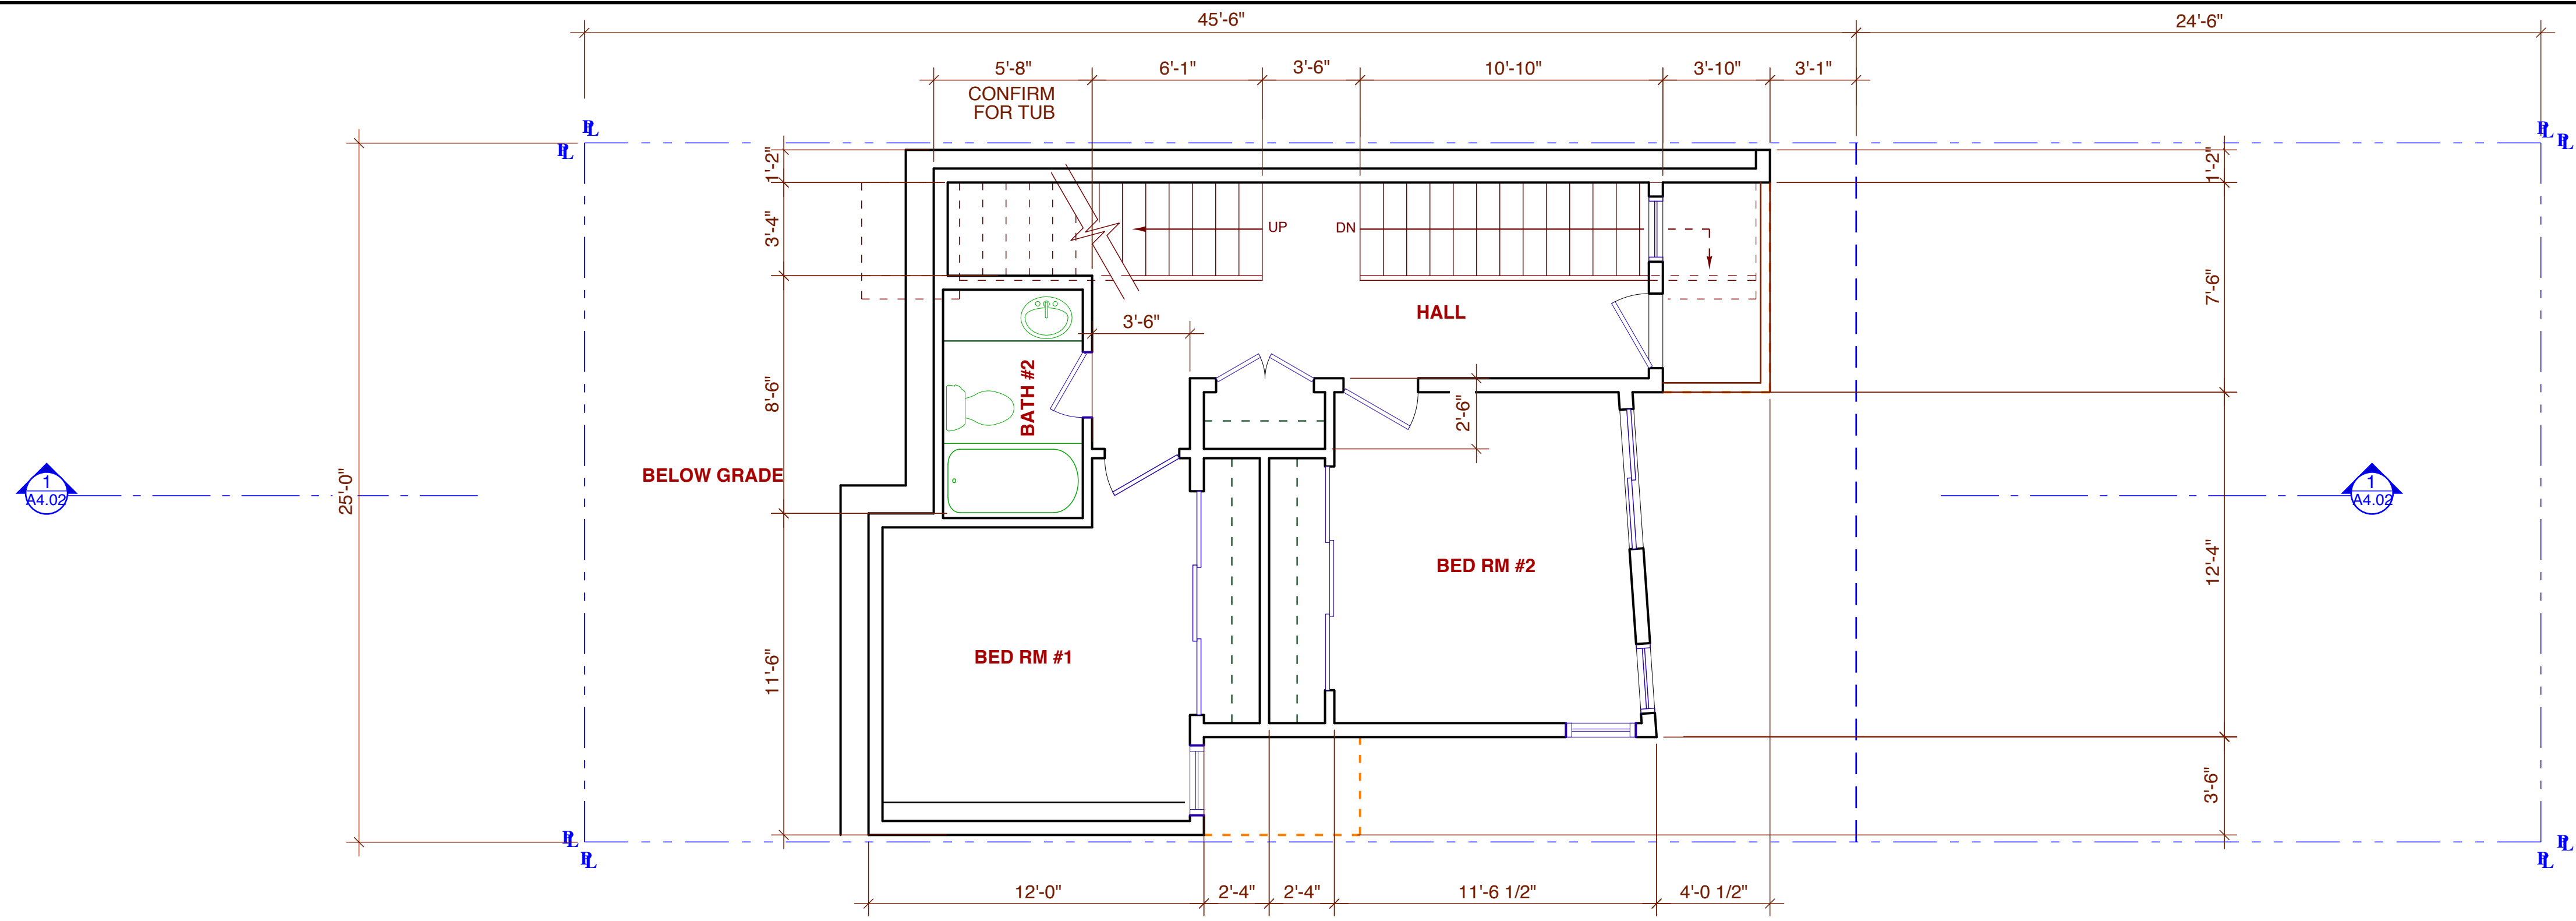 45'-6"
24'-6"
5'-8"
6'-1"
3'-6"
10'-10"
3'-10"
3'-1"
CONFIRM
FOR TUB
PL
PL
PL
PL
1'-2"
1'-2"
3'-4"
UP
DN
7'-6"
HALL
3'-6"
BATH #2
8'-6"
2'-6"
25'-0"
BELOW GRADE
1
A4.02
1
A4.02
BED RM #2
12'-4"
BED RM #1
11'-6"
3'-6"
PL
PL
PL
PL
12'-0"
2'-4"
2'-4"
11'-6 1/2"
4'-0 1/2"